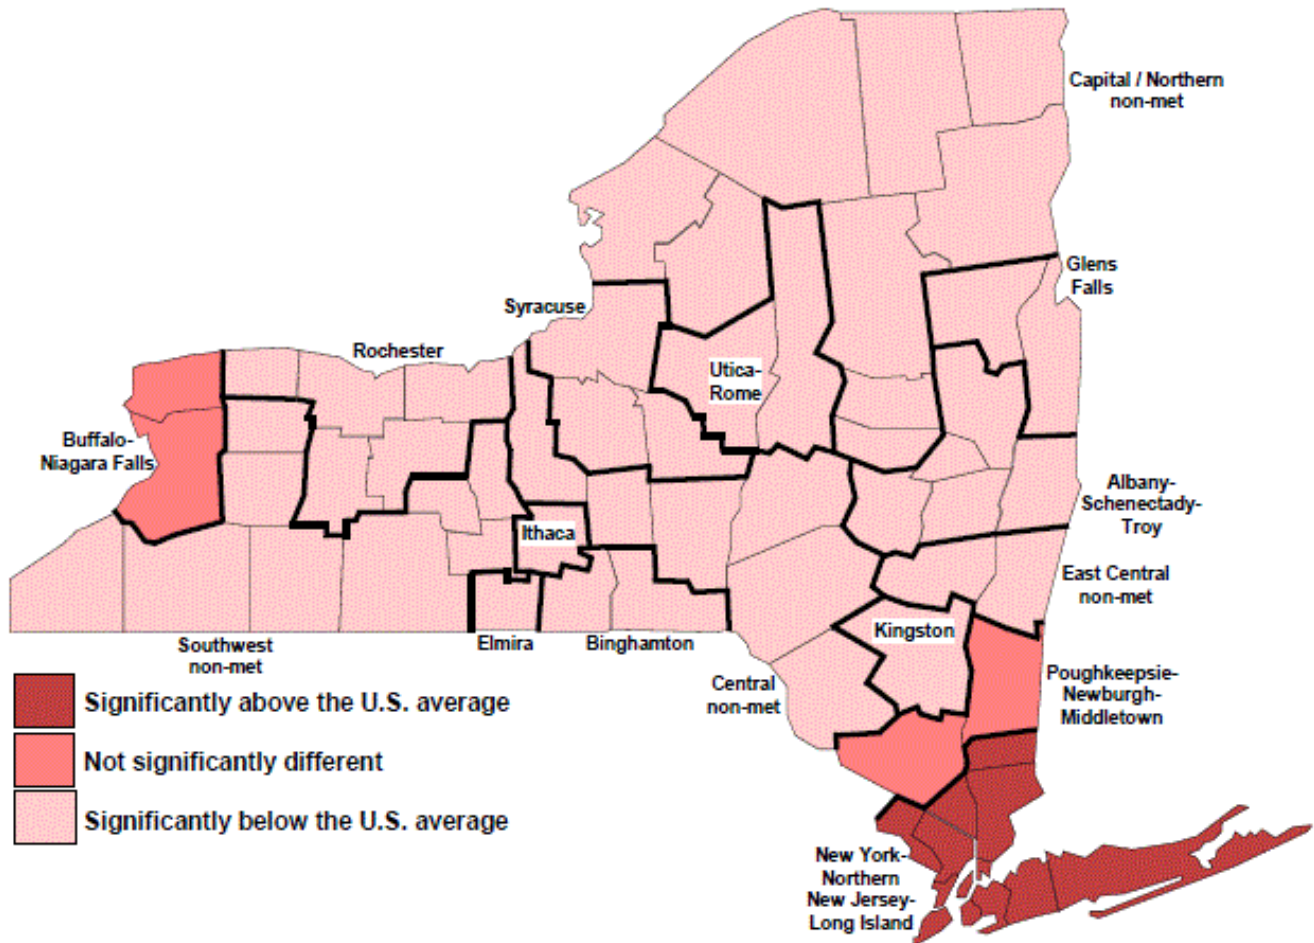 Capital / Northern
non-met
Glens
Falls
Syracuse
Rochester
Utica-
Rome
Buffalo-
Niagara Falls
Albany-
Schenectady-
Troy
Ithaca
East Central
non-met
Kingston
Southwest
non-met
Elmira
Binghamton
Central
non-met
Poughkeepsie-
Newburgh-
Middletown
Significantly above the U.S. average
Not significantly different
Significantly below the U.S. average
New York-
Northern
New Jersey-
Long Island